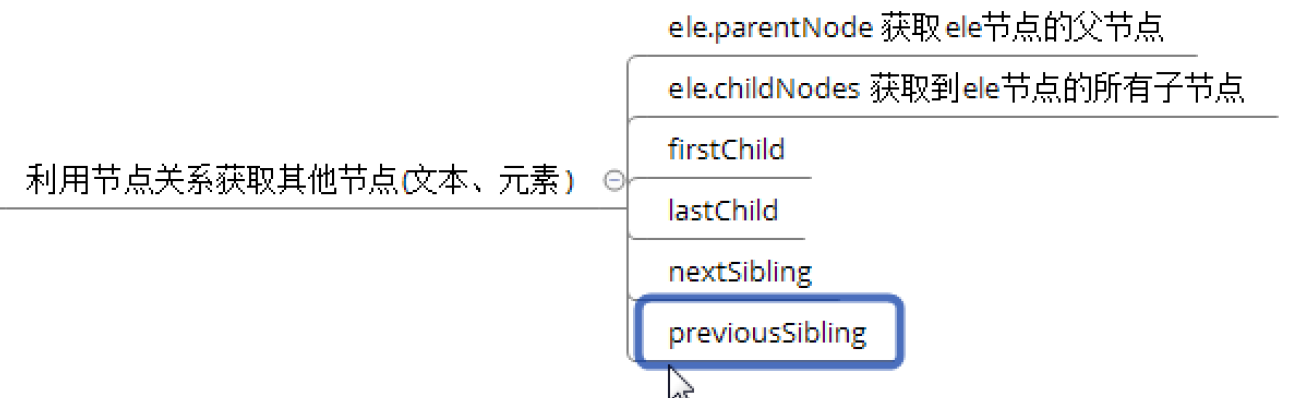 ele.parentNode 获取ele节点的父节点
ele.childNodes 获取到ele节点的所有子节点
firstChild
利用节点关系获取其他节点(文本、元素)
lastChild
nextSibling
previousSibling